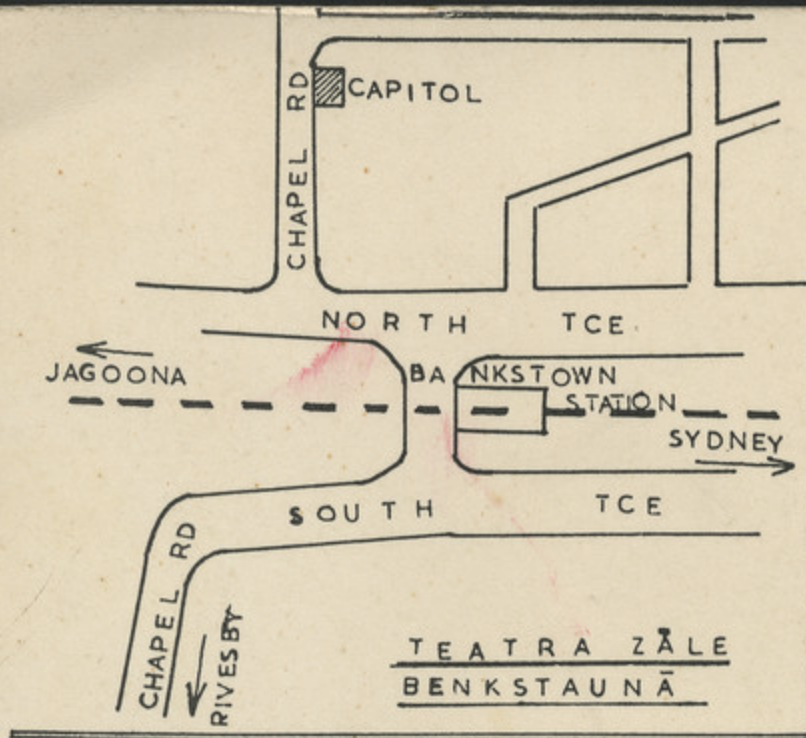 CAPITOL
CHAPEL RD
NORTH TCE
JAGOONA
BANKSTOWN
STATION
SYDNEY
SOUTH TCE
CHAPEL RD
RIVESBY
TEATRA ZĀLE
BENKSTAUNĀ